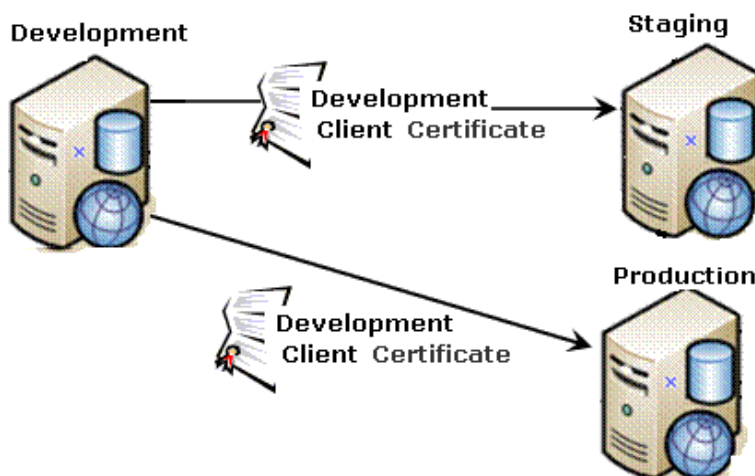 Development
Staging
Development
Client Certificate
Production
Development
Client Certificate